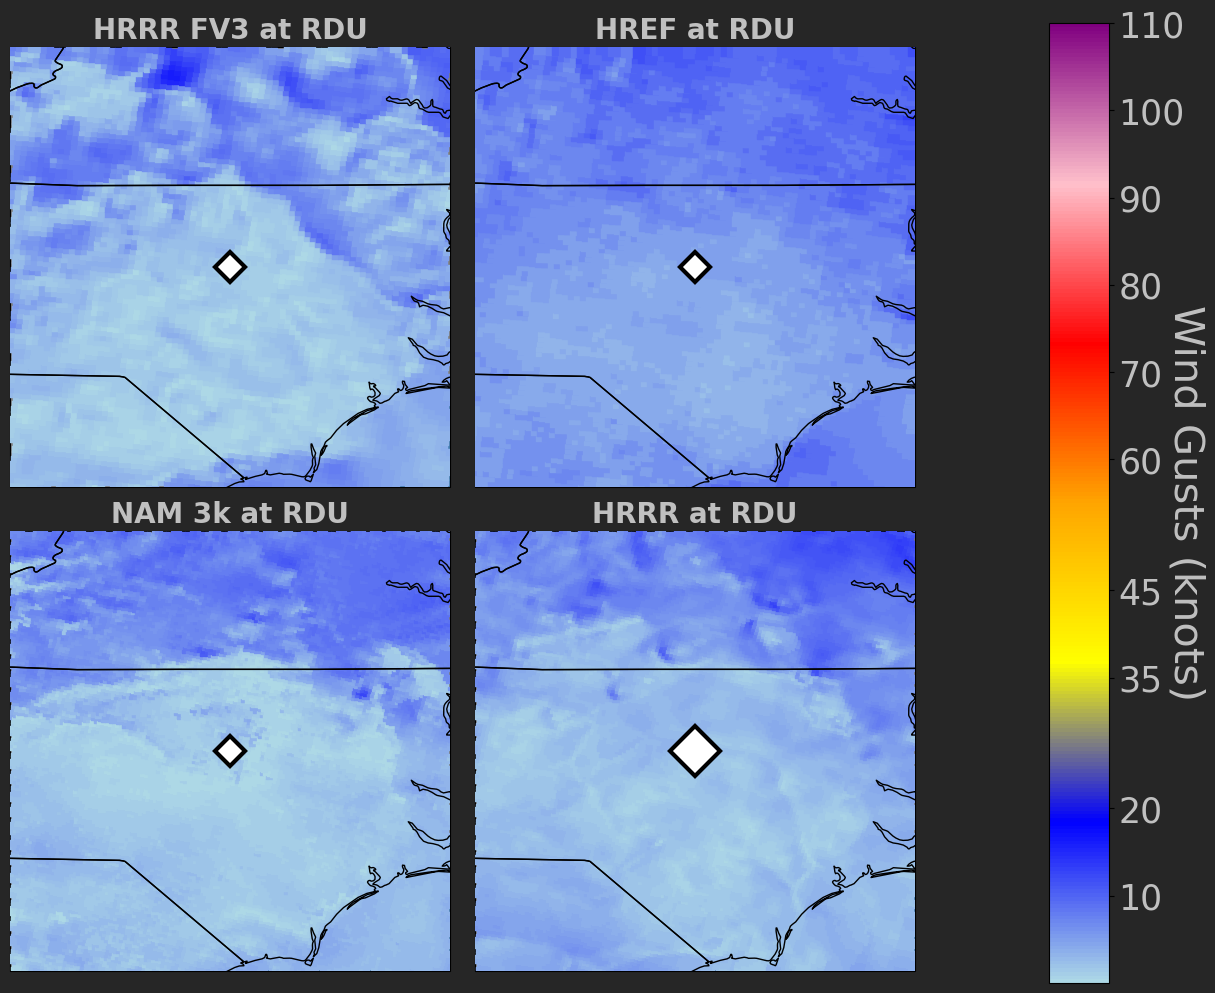 HRRR FV3 at RDU
HREF at RDU
NAM 3k at RDU
HRRR at RDU
110
100
90
80
70
60
45
35
20
10
Wind Gusts (knots)